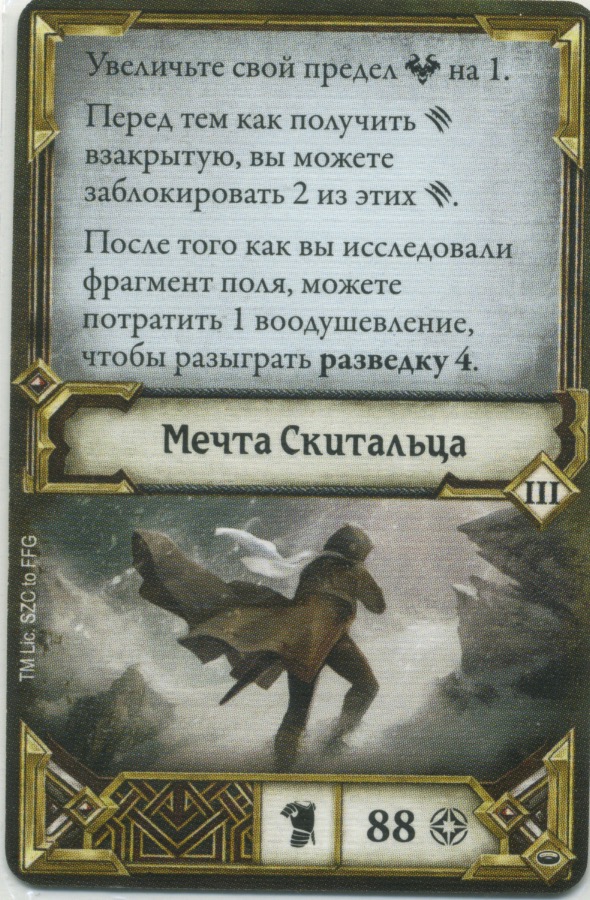 Увеличьте свой предел на 1.
Перед тем как получить
взакрытую, вы можете
заблокировать 2 из этих .
После того как вы исследовали
фрагмент поля, можете
потратить 1 воодушевление,
чтобы разыграть разведку 4.
Мечта Скитальца
III
TM Lic. SZC to FFG
88